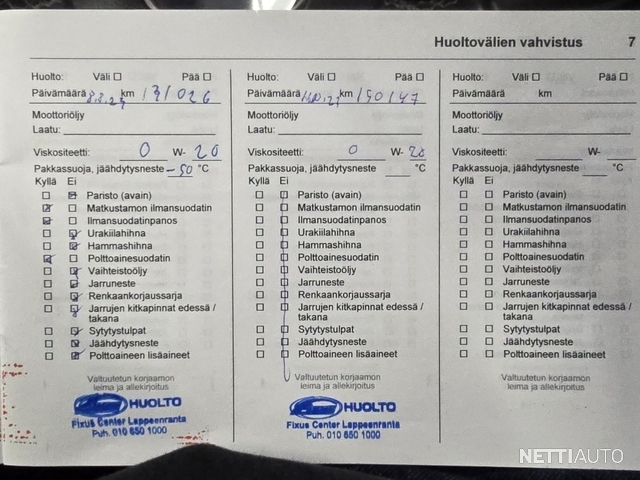 Huoltovälien vahvistus 7
Huolto: Väli ☐ Pää ☐
Päivämäärä km 131026
Moottoriöljy
Laatu:
Viskositeetti: 0 W- 20
Pakkassuoja, jäähdytysneste -50 °C
Kyllä Ei
Paristo (avain)
Matkustamon ilmansuodatin
Ilmansuodatinpanos
Urakiilahihna
Hammashihna
Polttoainesuodatin
Vaihteistoöljy
Jarruneste
Renkaankorjaussarja
Jarrujen kitkapinnat edessä /
takana
Sytytystulpat
Jäähdytysneste
Polttoaineen lisäaineet
Valtuutetun korjaamon
leima ja allekirjoitus
HUOLTO
Fixus Center Lappeenranta
Puh. 010 650 1000
Huolto: Väli ☐ Pää ☐
Päivämäärä km 150147
Moottoriöljy
Laatu:
Viskositeetti: 0 W- 20
Pakkassuoja, jäähdytysneste °C
Kyllä Ei
Paristo (avain)
Matkustamon ilmansuodatin
Ilmansuodatinpanos
Urakiilahihna
Hammashihna
Polttoainesuodatin
Vaihteistoöljy
Jarruneste
Renkaankorjaussarja
Jarrujen kitkapinnat edessä /
takana
Sytytystulpat
Jäähdytysneste
Polttoaineen lisäaineet
Valtuutetun korjaamon
leima ja allekirjoitus
HUOLTO
Fixus Center Lappeenranta
Puh. 010 650 1000
Huolto: Väli ☐ Pää ☐
Päivämäärä km
Moottoriöljy
Laatu:
Viskositeetti: W-
Pakkassuoja, jäähdytysneste °C
Kyllä Ei
Paristo (avain)
Matkustamon ilmansuodatin
Ilmansuodatinpanos
Urakiilahihna
Hammashihna
Polttoainesuodatin
Vaihteistoöljy
Jarruneste
Renkaankorjaussarja
Jarrujen kitkapinnat edessä /
takana
Sytytystulpat
Jäähdytysneste
Polttoaineen lisäaineet
Valtuutetun korjaamon
leima ja allekirjoitus
NETTIAUTO